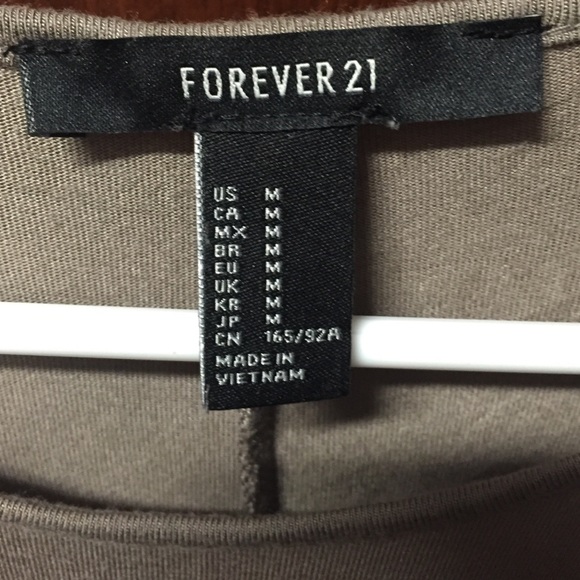 FOREVER 21
US M
CA M
MX M
BR M
EU M
UK M
KR M
JP M
CN 165/92A
MADE IN
VIETNAM